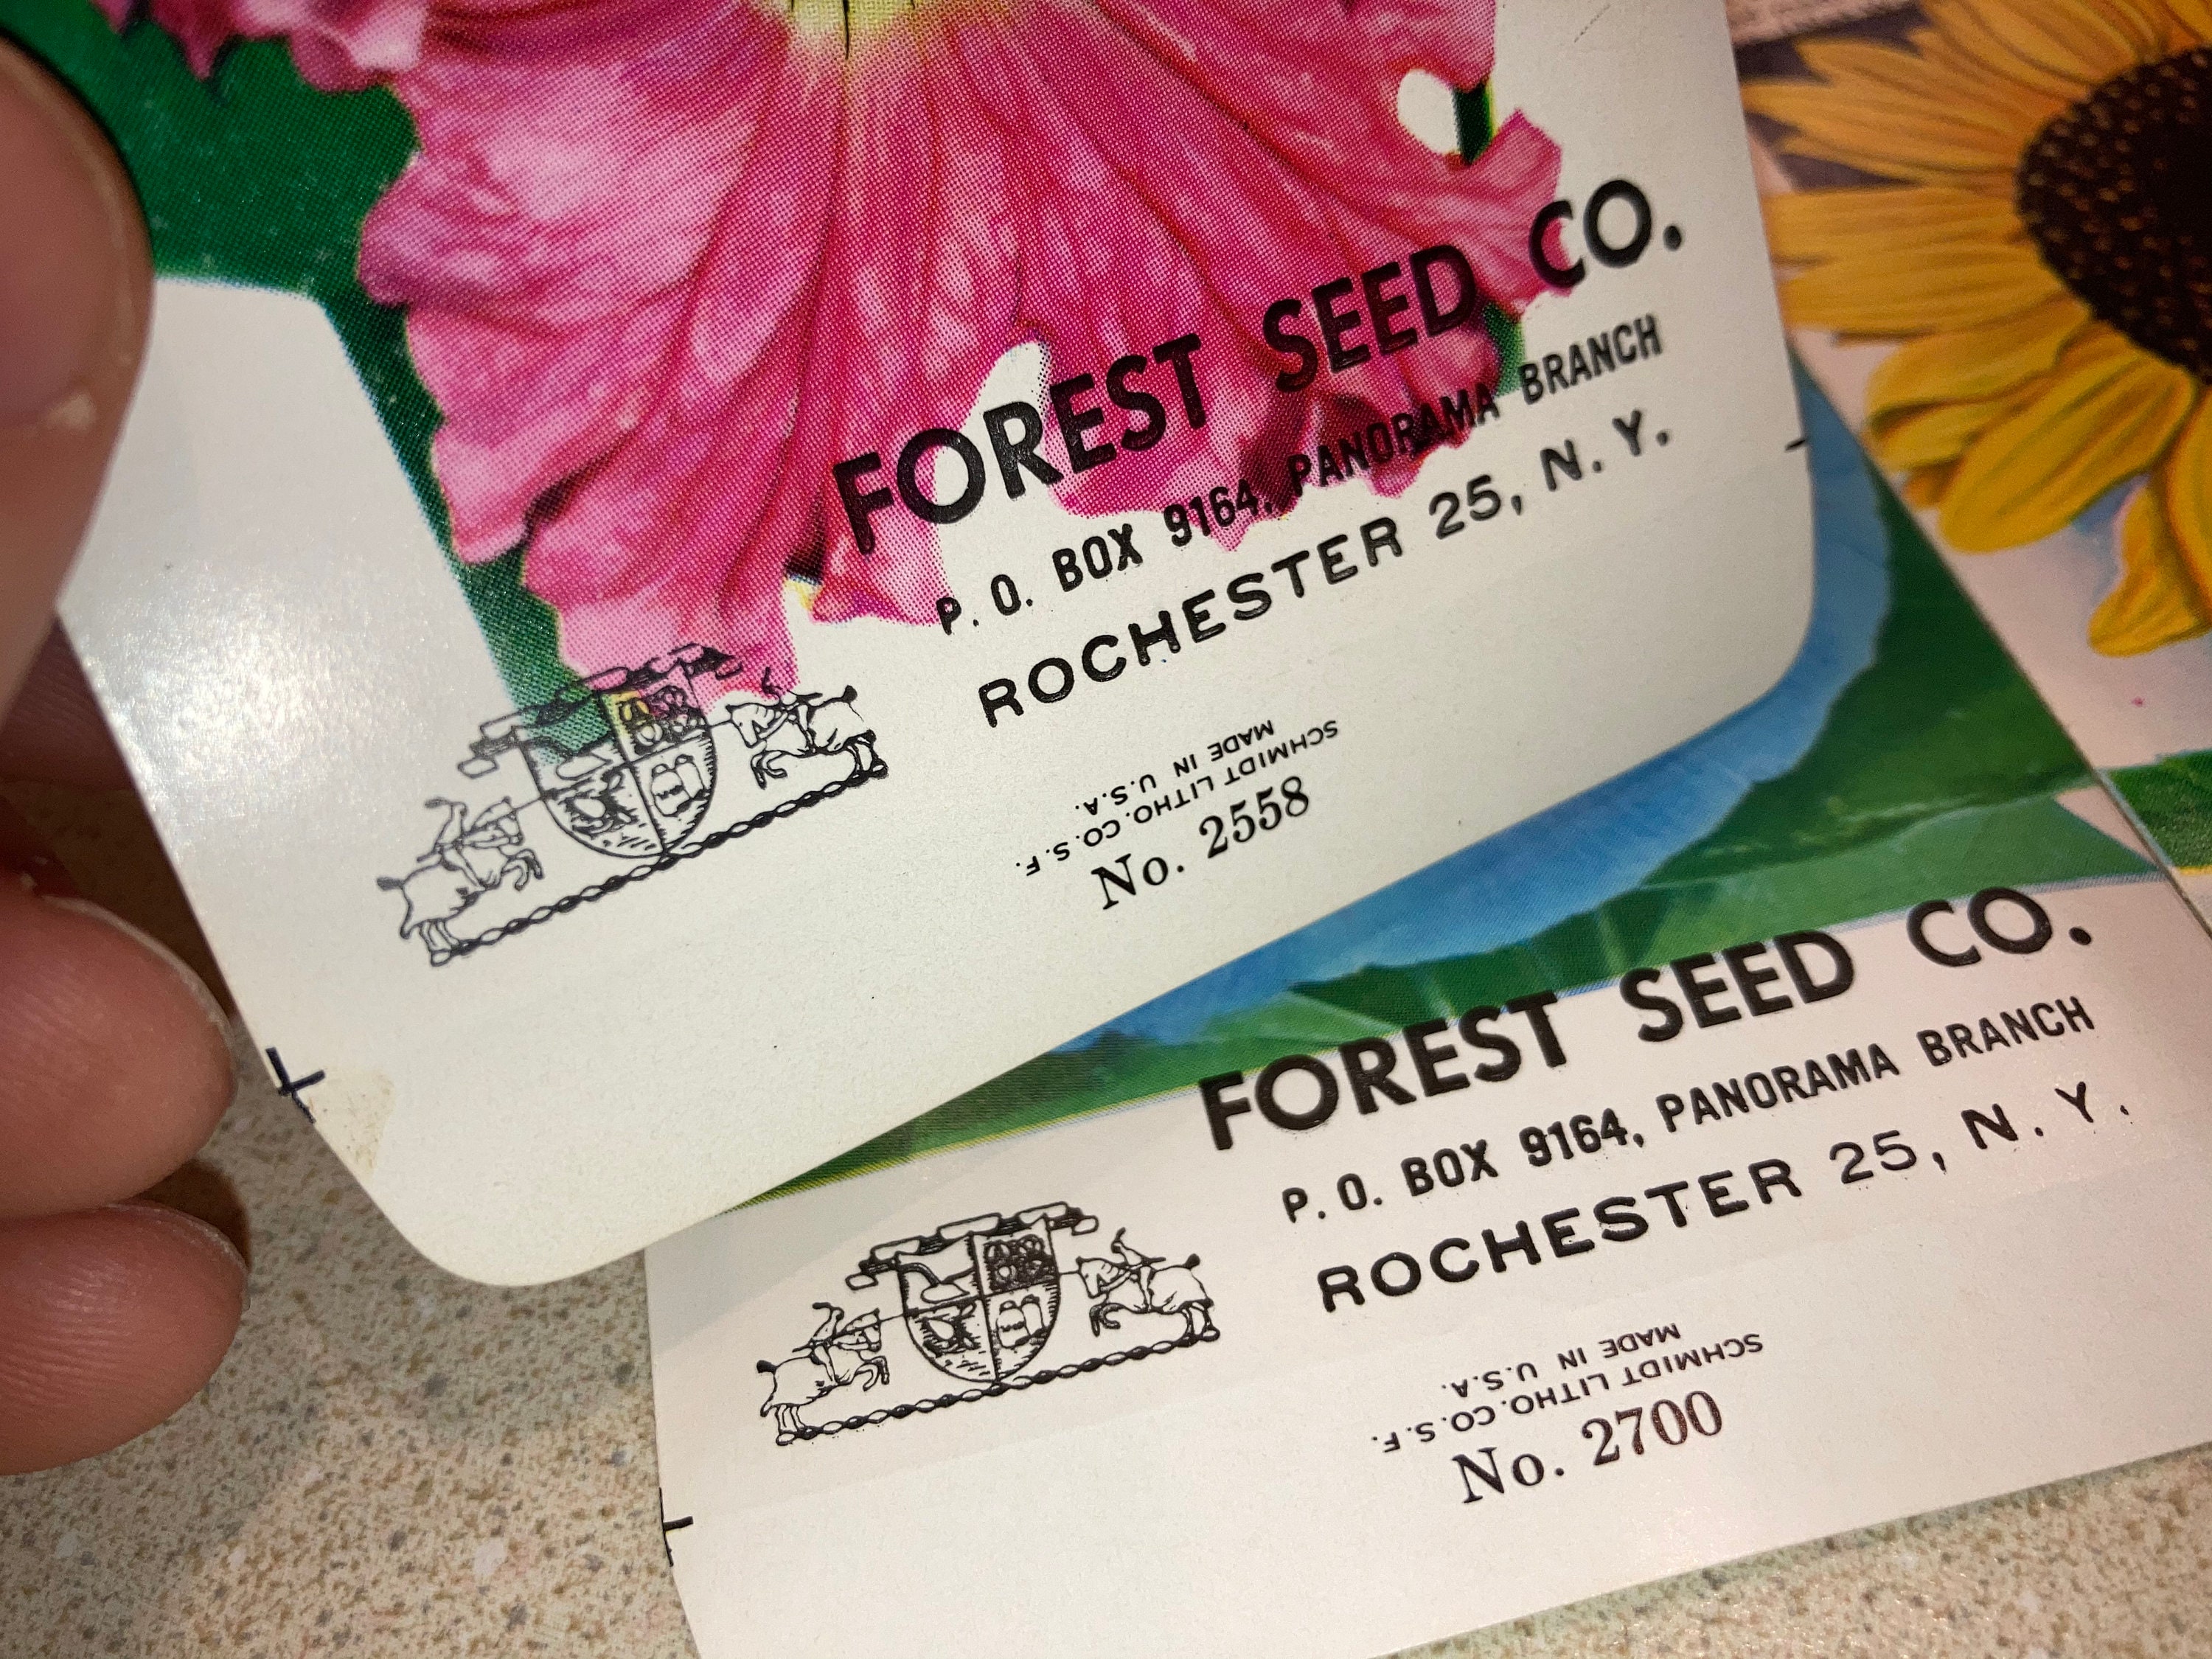 FOREST SEED CO.
P. O. BOX 9164, PANORAMA BRANCH
ROCHESTER 25, N. Y.
SCHMIDT LITHO. CO. S. F.
MADE IN U. S. A.
No. 2558
FOREST SEED CO.
P. O. BOX 9164, PANORAMA BRANCH
ROCHESTER 25, N. Y.
SCHMIDT LITHO. CO. S. F.
MADE IN U. S. A.
No. 2700